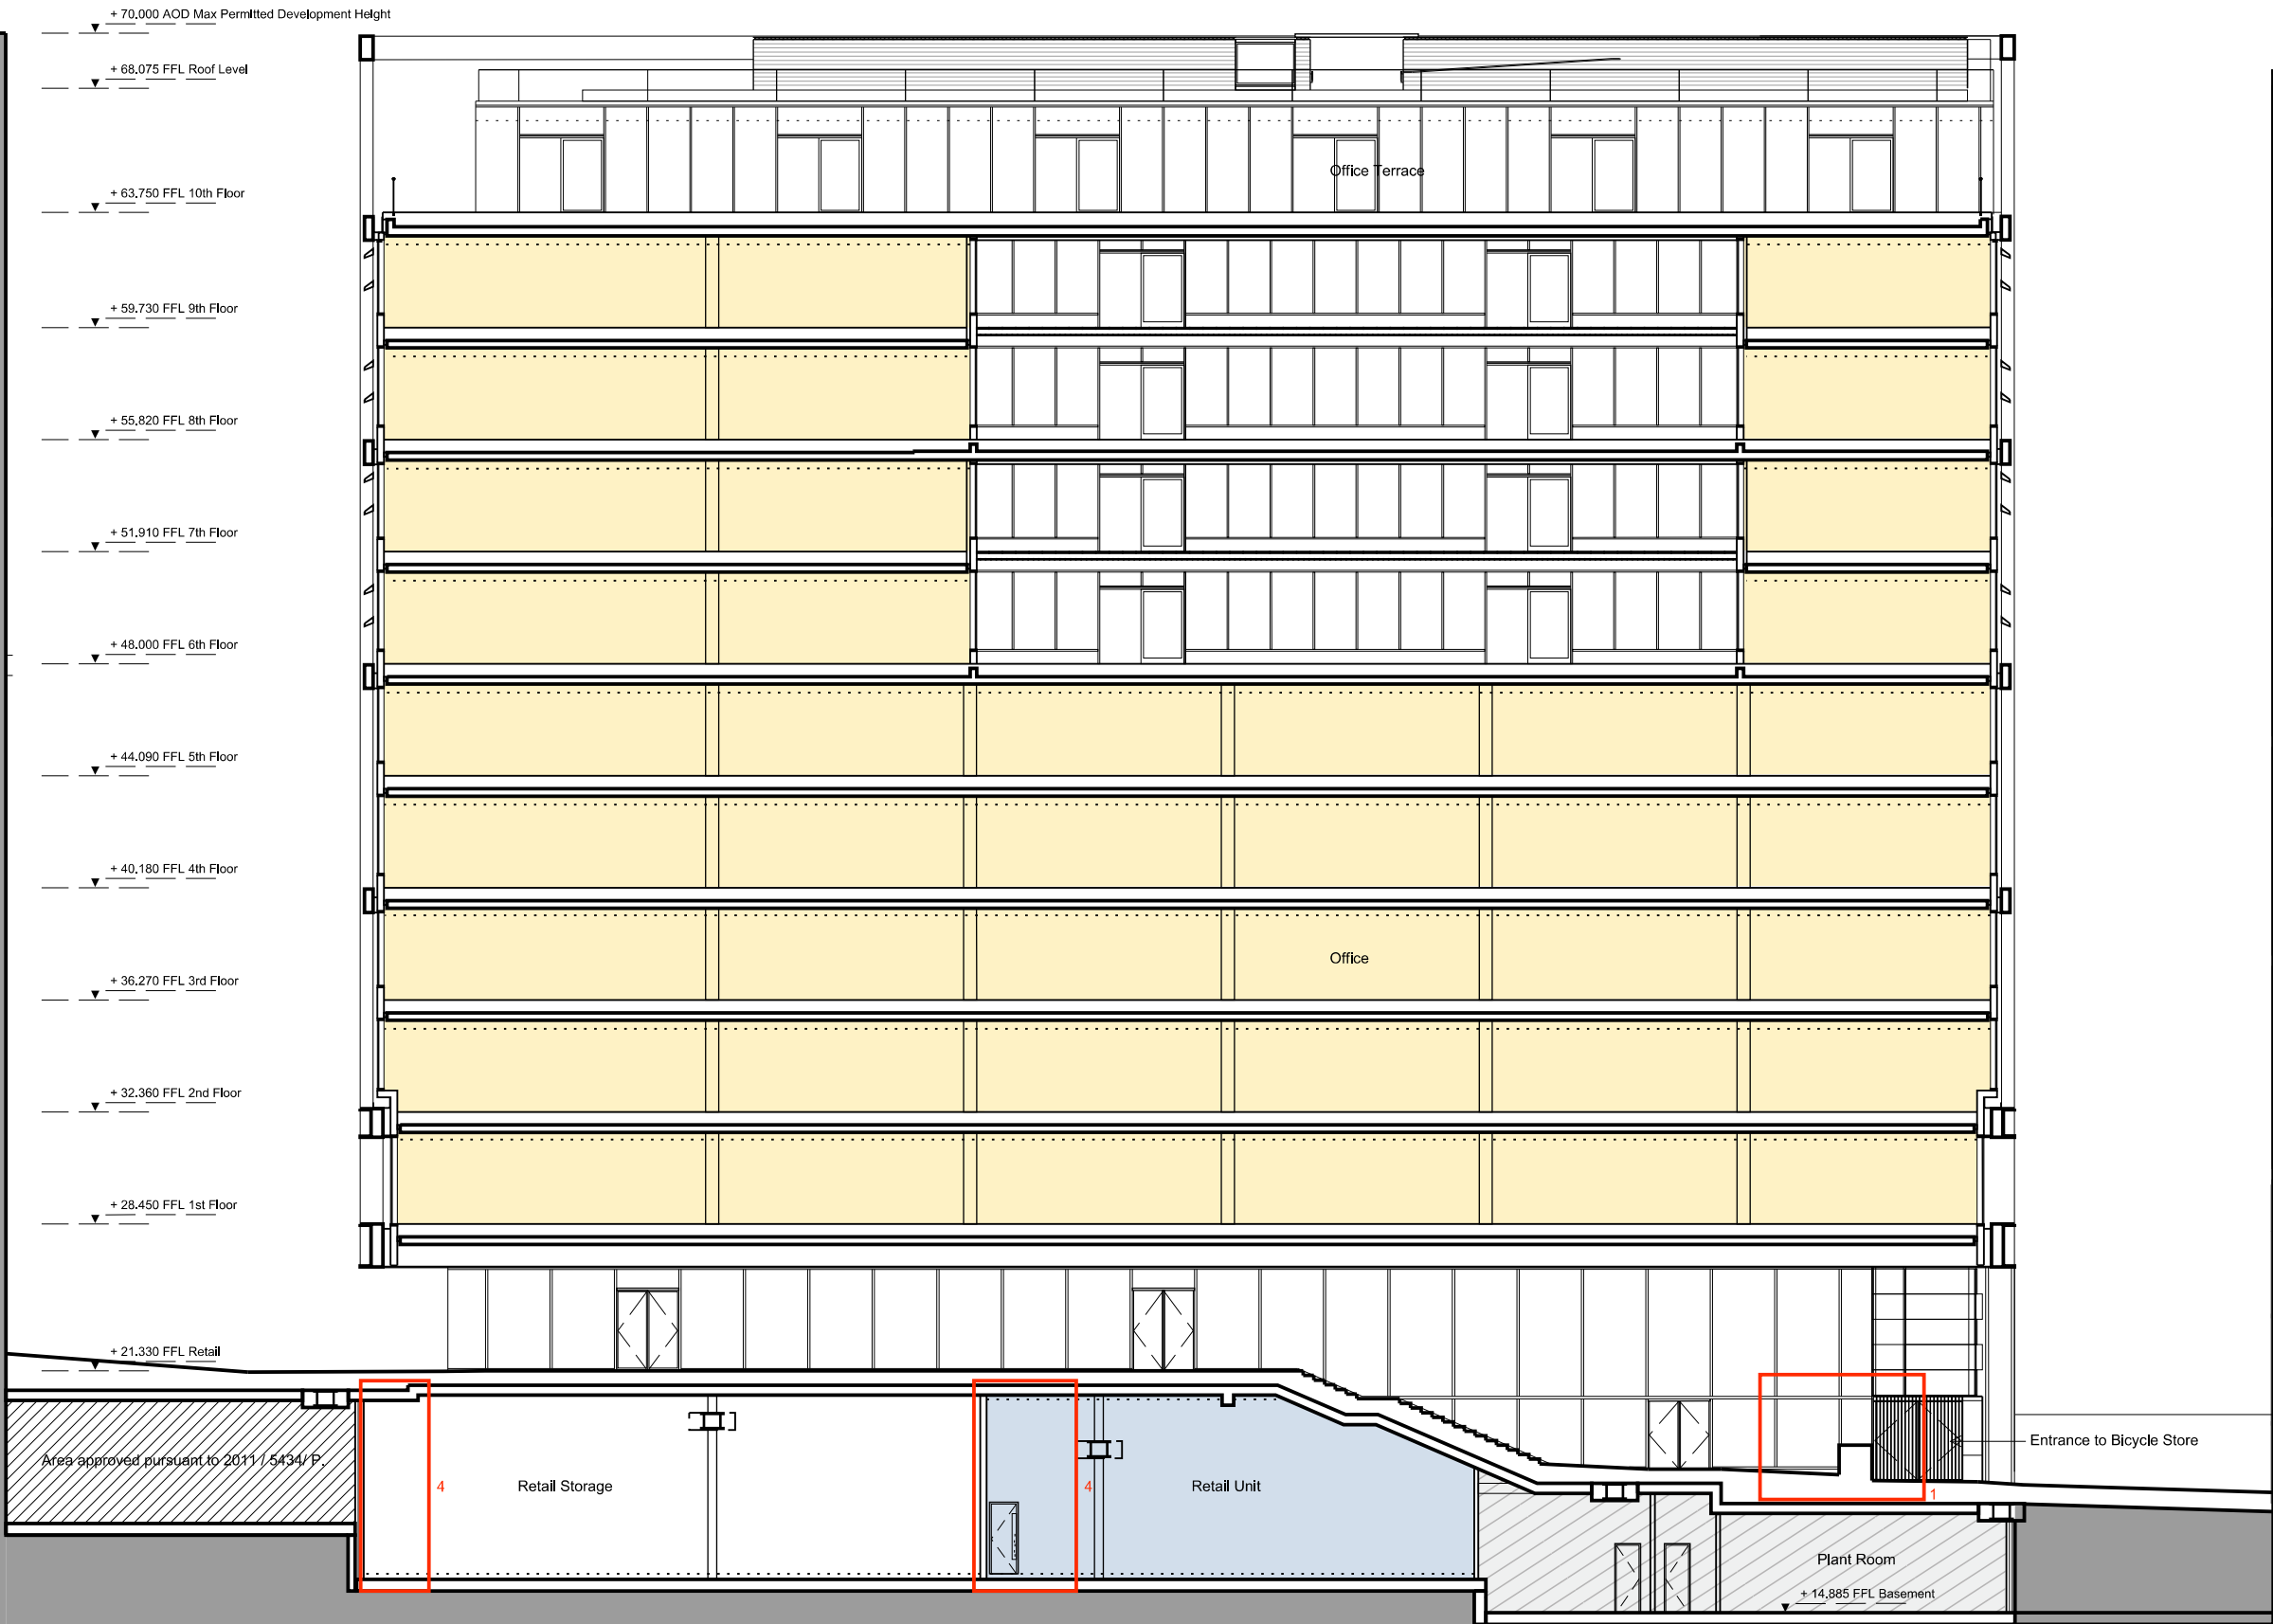 + 70.000 AOD Max Permitted Development Height
+ 68.075 FFL Roof Level
Office Terrace
+ 63.750 FFL 10th Floor
+ 59.730 FFL 9th Floor
+ 55.820 FFL 8th Floor
+ 51.910 FFL 7th Floor
+ 48.000 FFL 6th Floor
+ 44.090 FFL 5th Floor
+ 40.180 FFL 4th Floor
Office
+ 36.270 FFL 3rd Floor
+ 32.360 FFL 2nd Floor
+ 28.450 FFL 1st Floor
+ 21.330 FFL Retail
Entrance to Bicycle Store
Area approved pursuant to 2011 / 5434/ P.
4
Retail Storage
4
Retail Unit
1
Plant Room
+ 14.885 FFL Basement